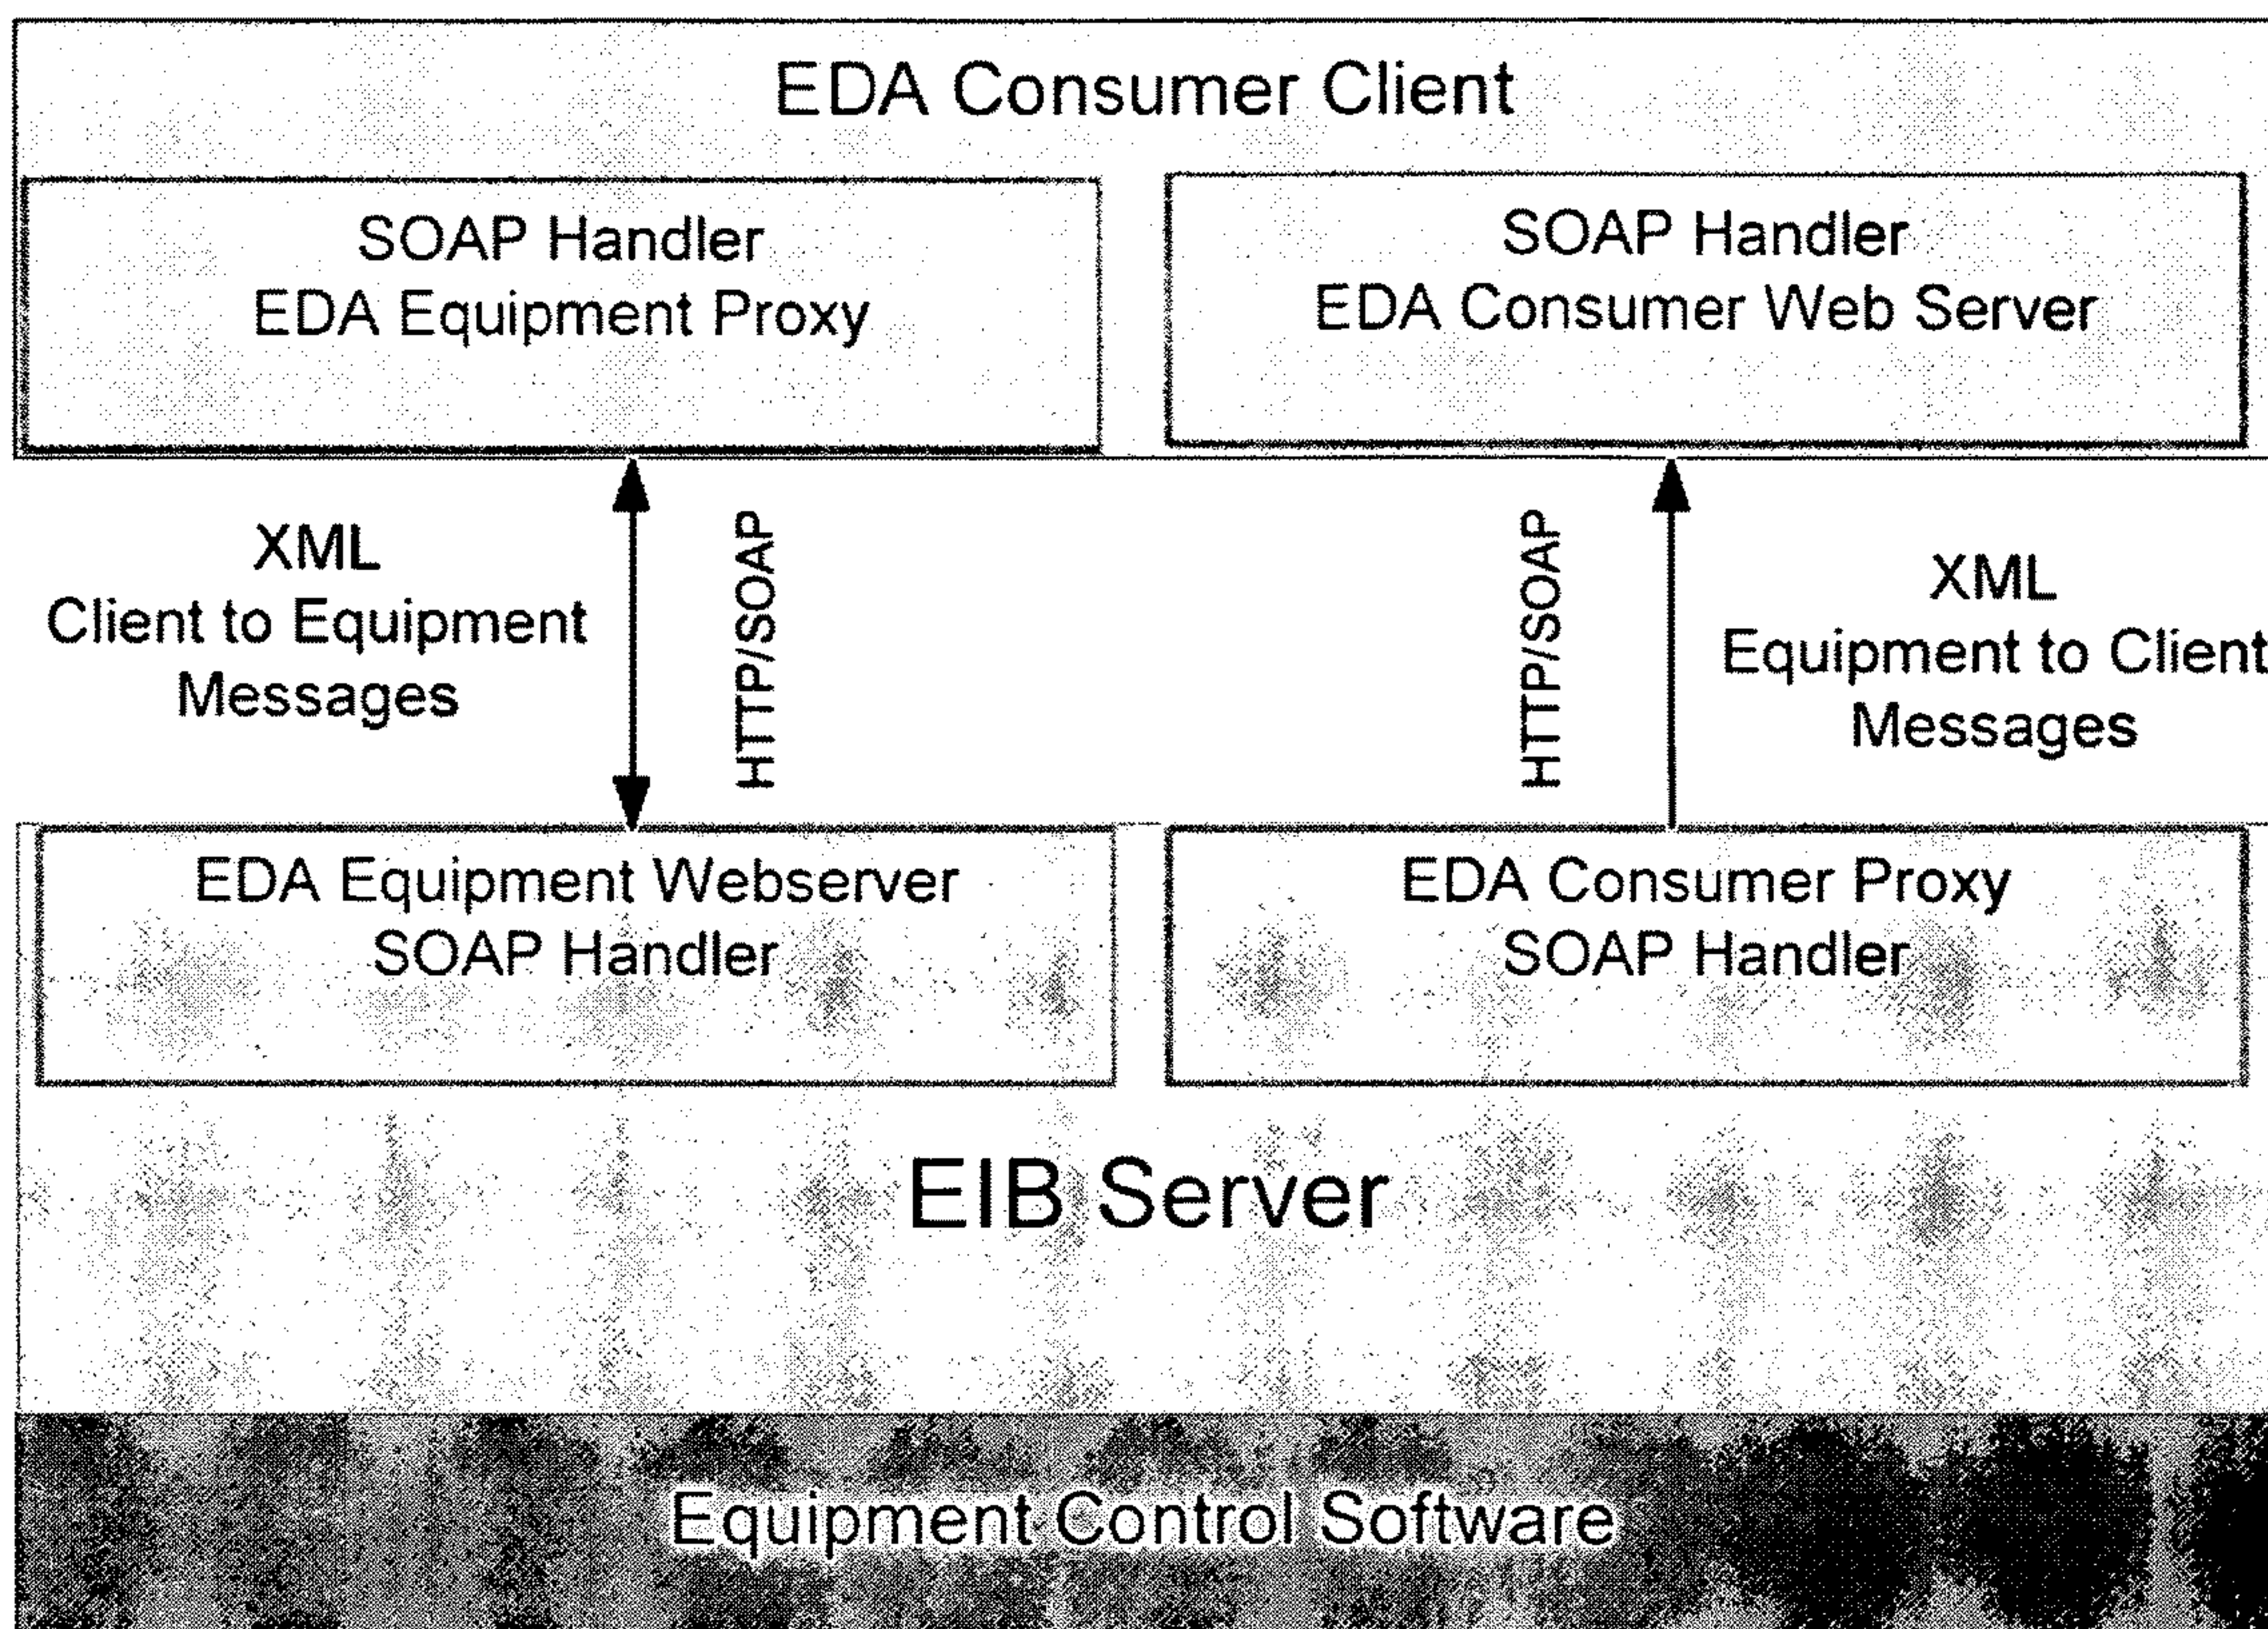 EDA Consumer Client
SOAP Handler
EDA Equipment Proxy
SOAP Handler
EDA Consumer Web Server
XML
Client to Equipment
Messages
HTTP/SOAP
HTTP/SOAP
XML
Equipment to Client
Messages
EDA Equipment Webserver
SOAP Handler
EDA Consumer Proxy
SOAP Handler
EIB Server
Equipment Control Software